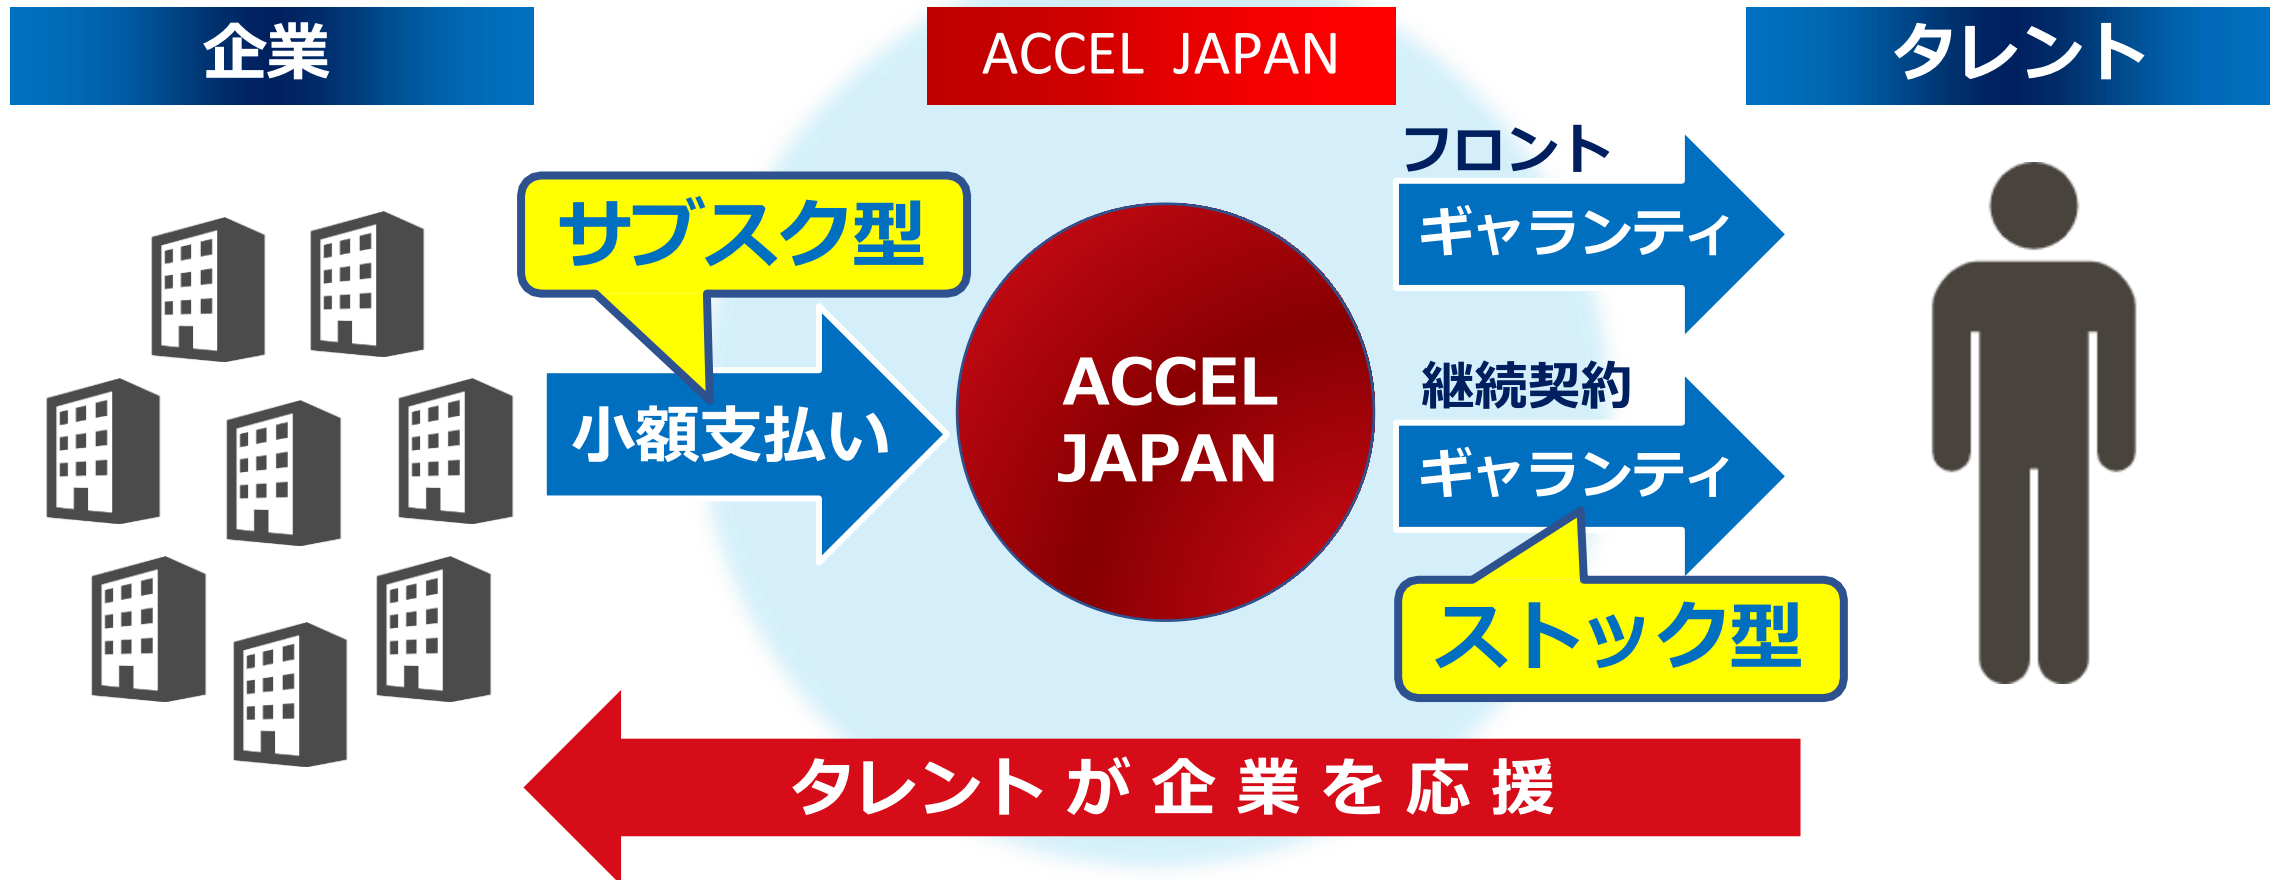 企業
ACCEL JAPAN
タレント
フロント
ギャランティ
サブスク型
小額支払い
ACCEL
JAPAN
継続契約
ギャランティ
ストック型
タレントが企業を応援